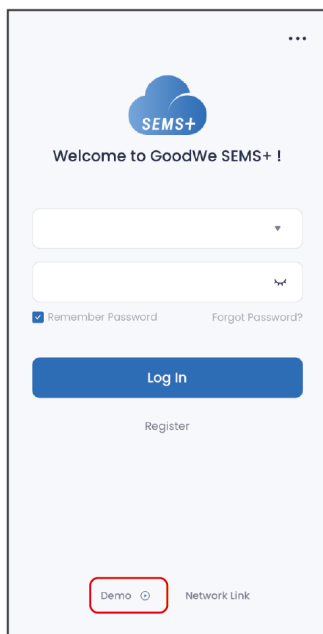 SEMS+
Welcome to GoodWe SEMS+ !
Remember Password
Forgot Password?
Log In
Register
Demo
Network Link